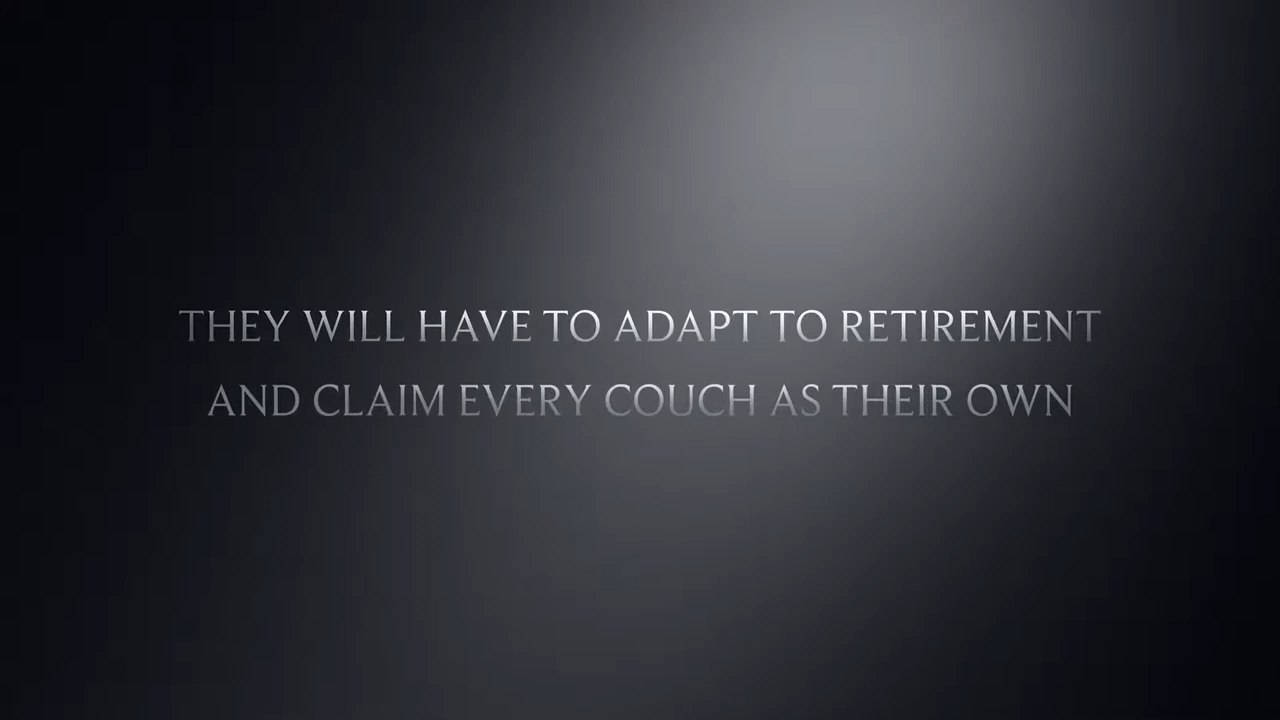 THEY WILL HAVE TO ADAPT TO RETIREMENT
AND CLAIM EVERY COUCH AS THEIR OWN